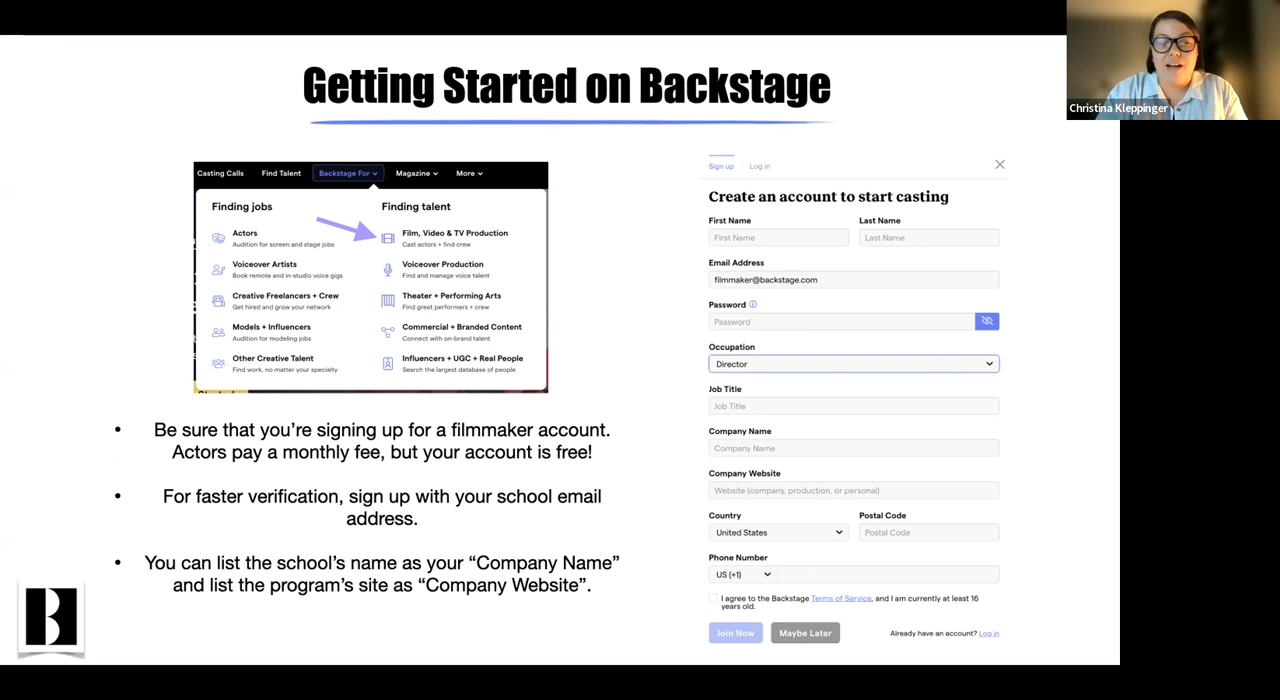 Getting Started on Backstage
Christina Kleppinger
Casting Calls Find Talent Backstage For Magazine More
Finding jobs
Actors
Audition for screen and stage jobs
Voiceover Artists
Book remote and in-studio voice gigs
Creative Freelancers + Crew
Get hired and grow your network
Models + Influencers
Audition for modeling jobs
Other Creative Talent
Find work, no matter your specialty
Finding talent
Film, Video & TV Production
Cast actors + find crew
Voiceover Production
Find and manage voice talent
Theater + Performing Arts
Find great performers + crew
Commercial + Branded Content
Connect with on-brand talent
Influencers + UGC + Real People
Search the largest database of people
• Be sure that you’re signing up for a filmmaker account.
Actors pay a monthly fee, but your account is free!
• For faster verification, sign up with your school email
address.
• You can list the school’s name as your “Company Name”
and list the program’s site as “Company Website”.
B
Sign up Log in
Create an account to start casting
First Name Last Name
First Name Last Name
Email Address
filmmaker@backstage.com
Password
Password
Occupation
Director
Job Title
Job Title
Company Name
Company Name
Company Website
Website (company, production, or personal)
Country Postal Code
United States Postal Code
Phone Number
US (+1)
I agree to the Backstage Terms of Service, and I am currently at least 16
years old.
Join Now Maybe Later Already have an account? Log in